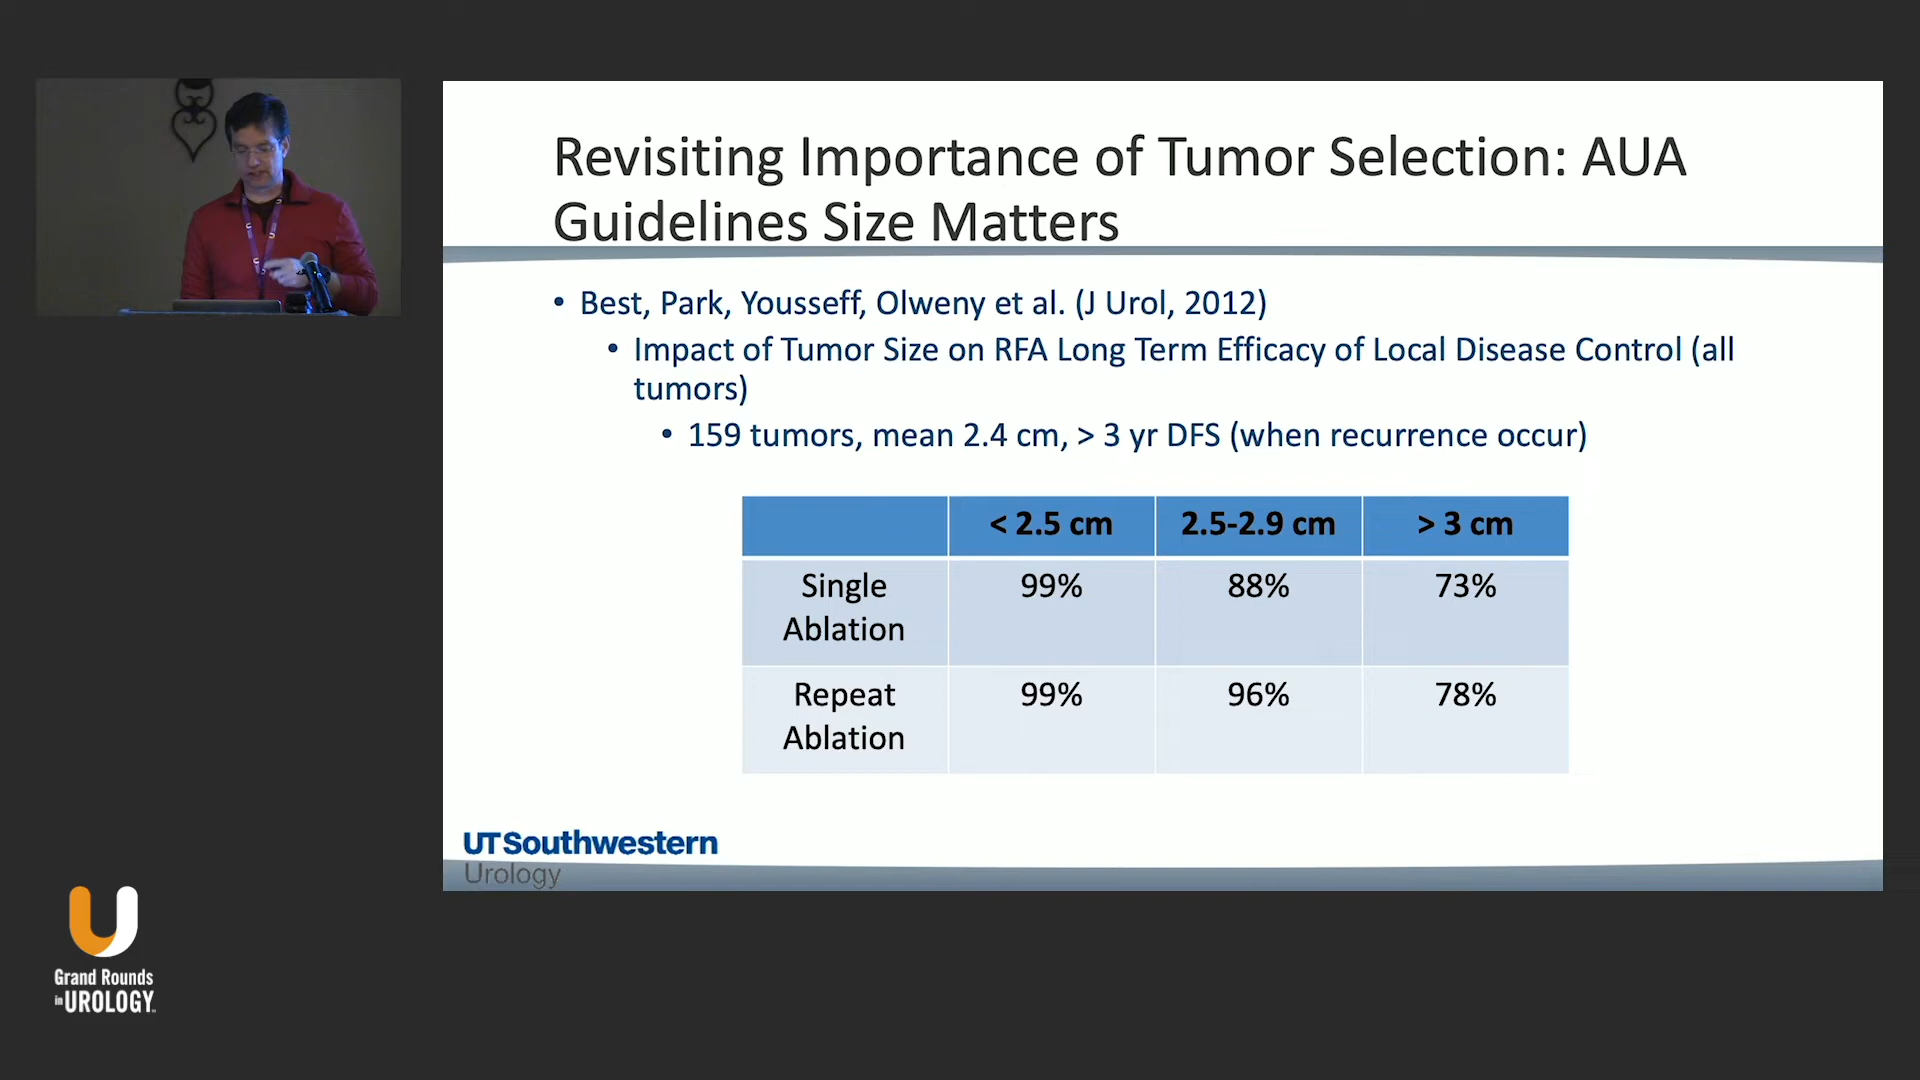 Revisiting Importance of Tumor Selection: AUA
Guidelines Size Matters
• Best, Park, Yousseff, Olweny et al. (J Urol, 2012)
• Impact of Tumor Size on RFA Long Term Efficacy of Local Disease Control (all
tumors)
• 159 tumors, mean 2.4 cm, > 3 yr DFS (when recurrence occur)
< 2.5 cm 2.5-2.9 cm > 3 cm
Single
Ablation 99% 88% 73%
Repeat
Ablation 99% 96% 78%
UTSouthwestern
Urology
Grand Rounds
in UROLOGY